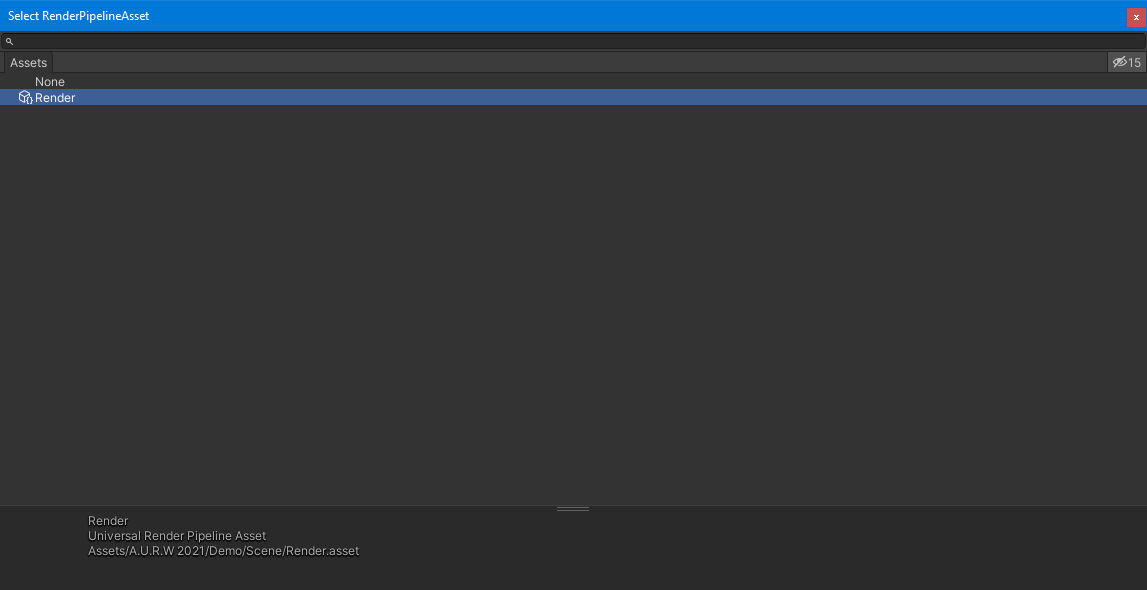 Select RenderPipelineAsset
x
Assets
15
None
Render
Render
Universal Render Pipeline Asset
Assets/A.U.R.W 2021/Demo/Scene/Render.asset